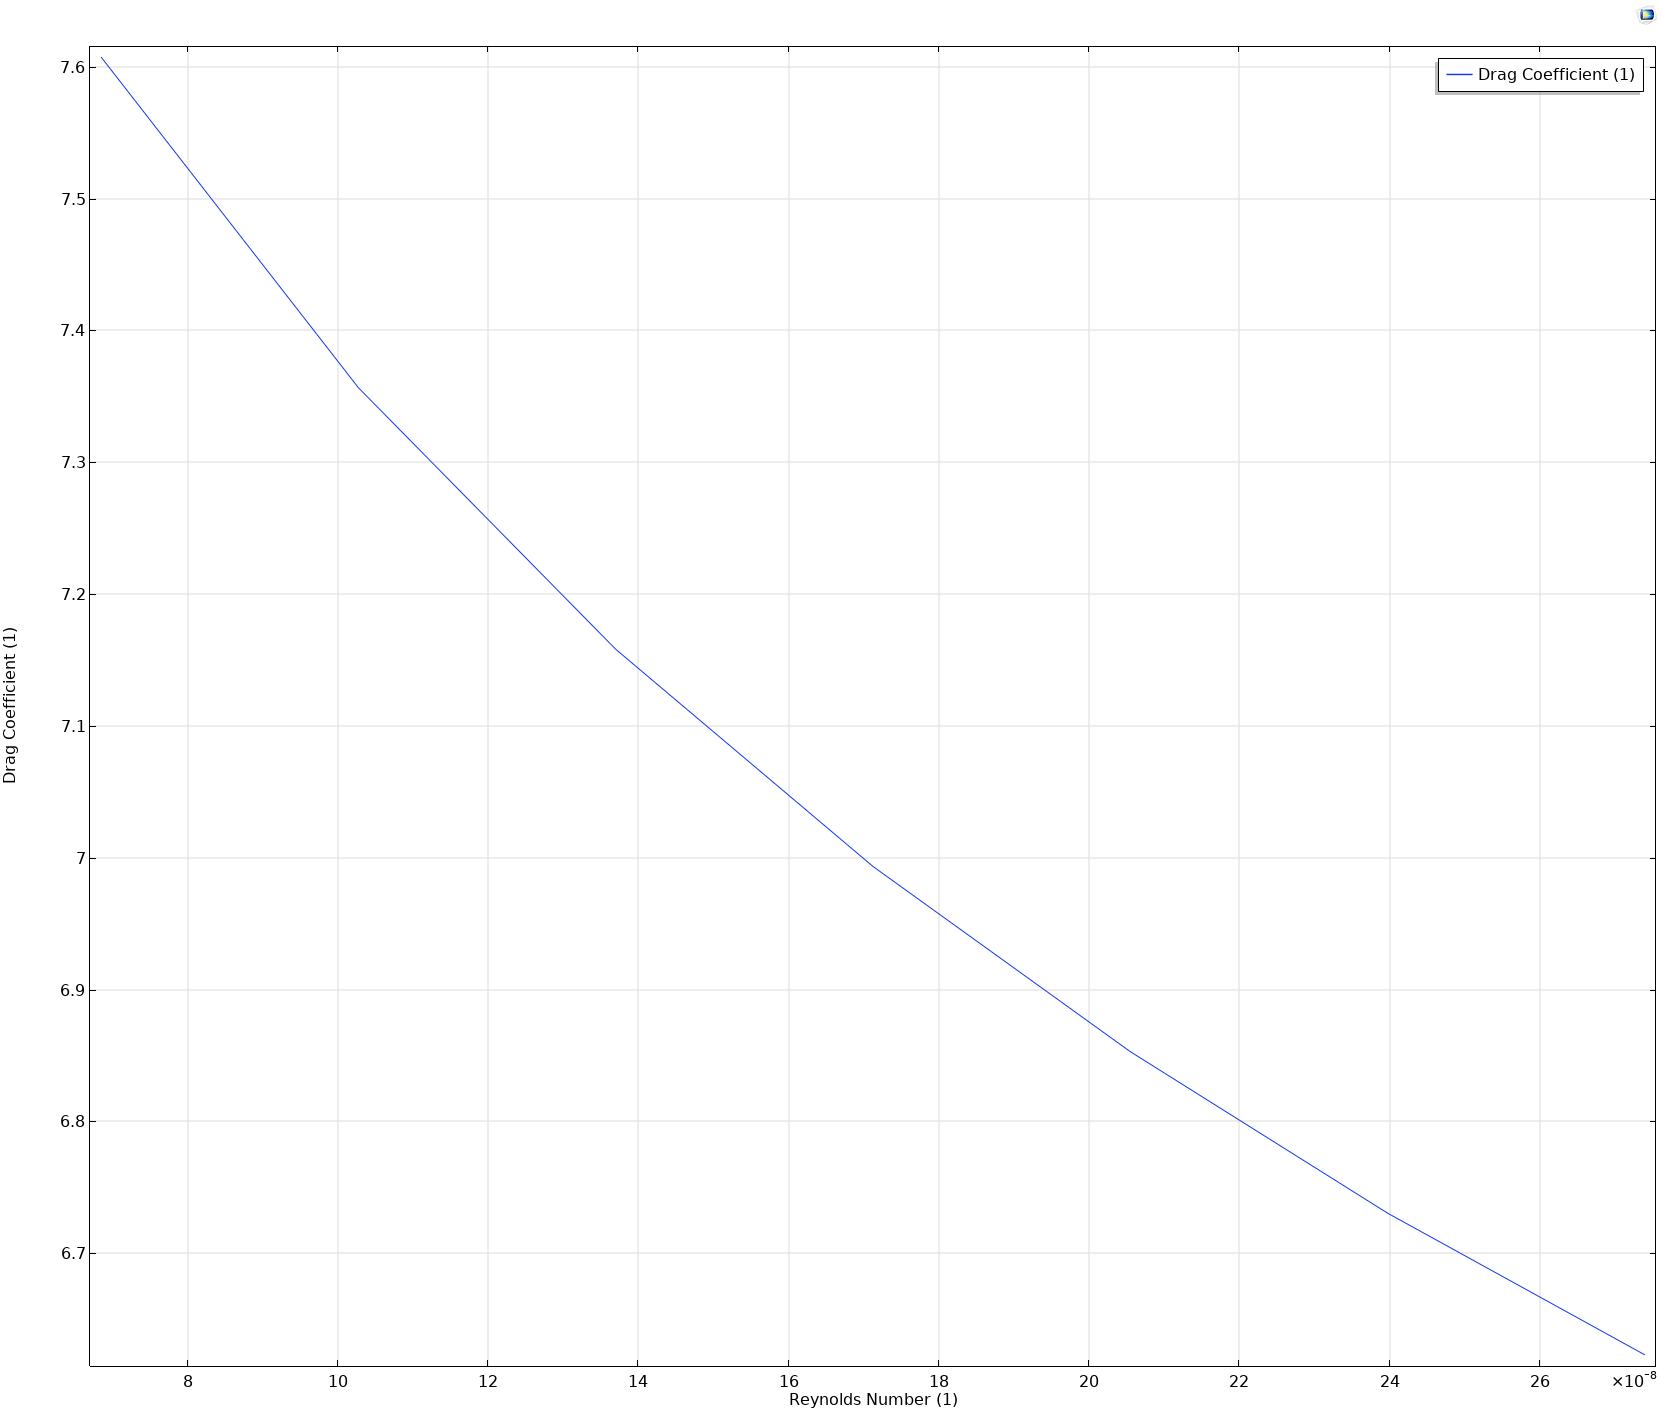 Drag Coefficient (1)
7.6
7.5
7.4
7.3
7.2
7.1
7
6.9
6.8
6.7
Drag Coefficient (1)
8 10 12 14 16 18 20 22 24 26 ×10⁻⁸
Reynolds Number (1)